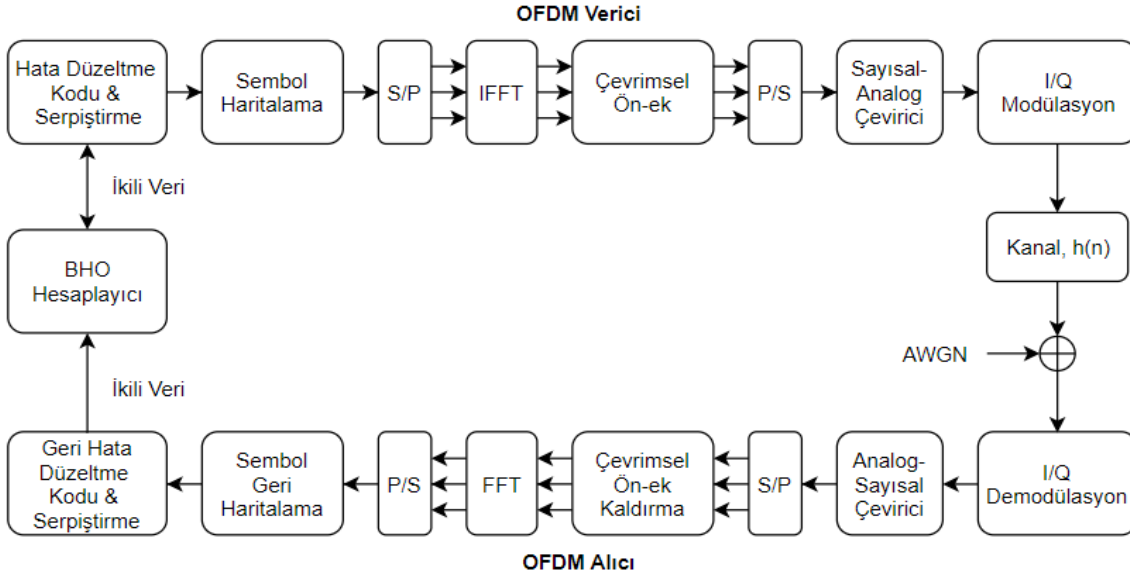 OFDM Verici
Hata Düzeltme
Kodu &
Serpiştirme
Sembol
Haritalama
S/P
IFFT
Çevrimsel
Ön-ek
P/S
Sayısal-
Analog
Çevirici
I/Q
Modülasyon
İkili Veri
Kanal, h(n)
BHO
Hesaplayıcı
AWGN
İkili Veri
Geri Hata
Düzeltme
Kodu &
Serpiştirme
Sembol
Geri
Haritalama
P/S
FFT
Çevrimsel
Ön-ek
Kaldırma
S/P
Analog-
Sayısal
Çevirici
I/Q
Demodülasyon
OFDM Alıcı